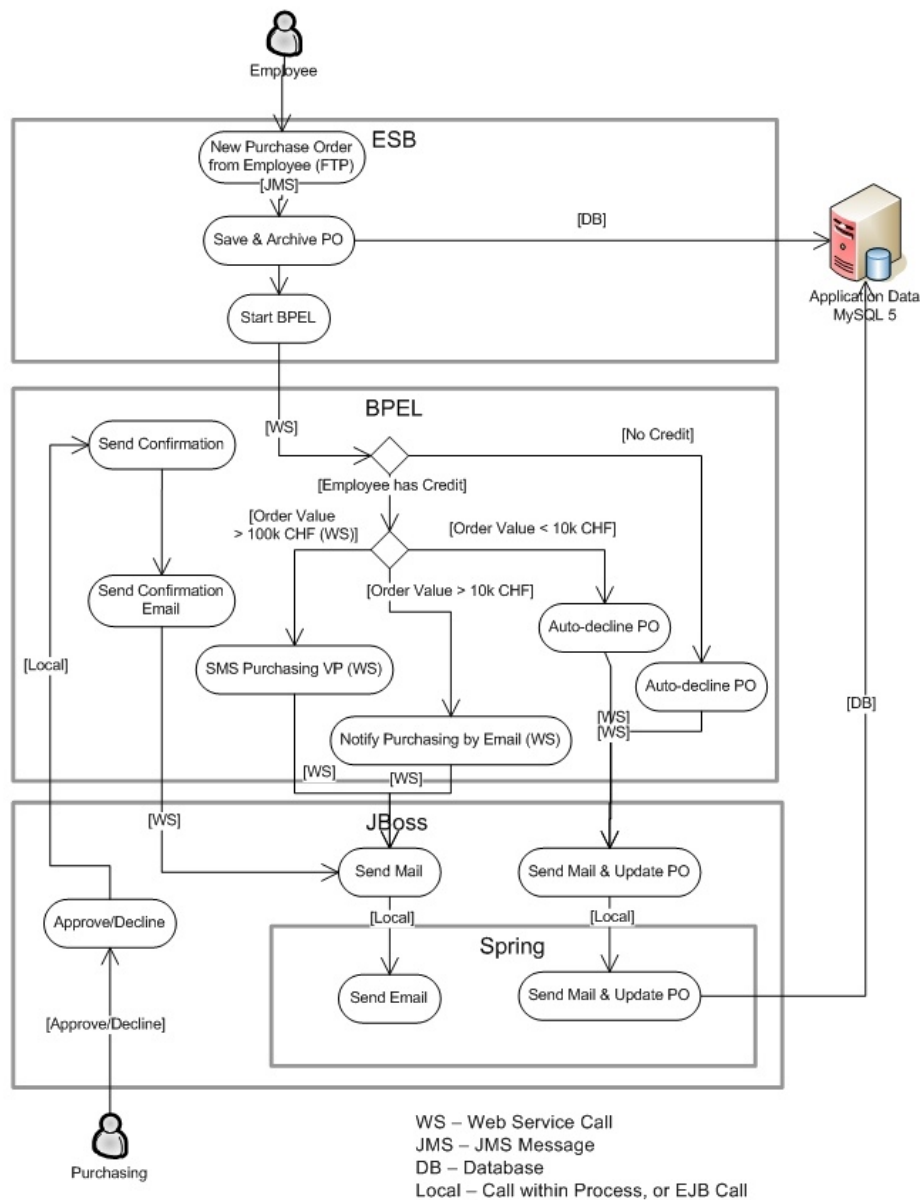 Employee
ESB
New Purchase Order
from Employee (FTP)
[JMS]
Save & Archive PO
[DB]
Application Data
MySQL 5
Start BPEL
BPEL
[WS]
Send Confirmation
[No Credit]
[Employee has Credit]
[Order Value
> 100k CHF (WS)]
[Order Value < 10k CHF]
[Order Value > 10k CHF]
Send Confirmation
Email
Auto-decline PO
[Local]
SMS Purchasing VP (WS)
Auto-decline PO
[DB]
Notify Purchasing by Email (WS)
[WS]
[WS]
[WS]
[WS]
[WS]
JBoss
Send Mail
Send Mail & Update PO
Approve/Decline
[Local]
[Local]
Spring
Send Email
Send Mail & Update PO
[Approve/Decline]
Purchasing
WS – Web Service Call
JMS – JMS Message
DB – Database
Local – Call within Process, or EJB Call